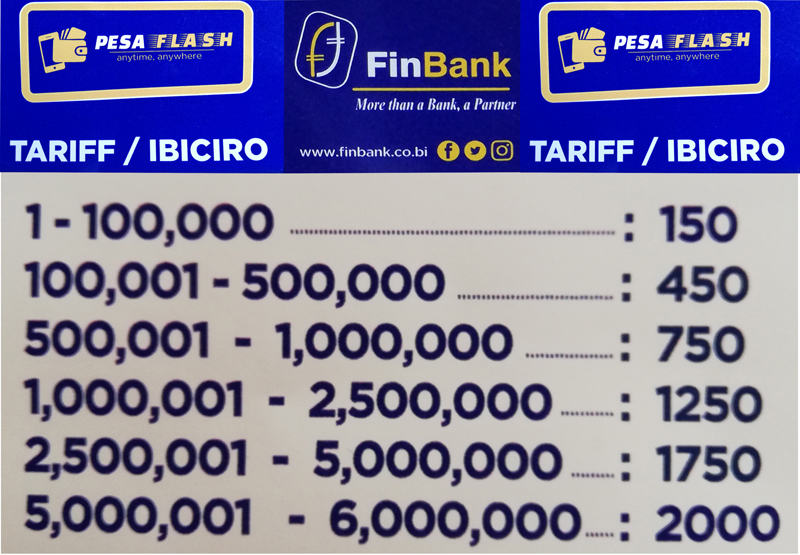 PESA FLASH
anytime, anywhere
TARIFF / IBICIRO
FinBank
More than a Bank, a Partner
www.finbank.co.bi
PESA FLASH
anytime, anywhere
TARIFF / IBICIRO
1 - 100,000 ........................ : 150
100,001 - 500,000 ............ : 450
500,001 - 1,000,000 ......... : 750
1,000,001 - 2,500,000 ...... : 1250
2,500,001 - 5,000,000 ..... : 1750
5,000,001 - 6,000,000 .... : 2000